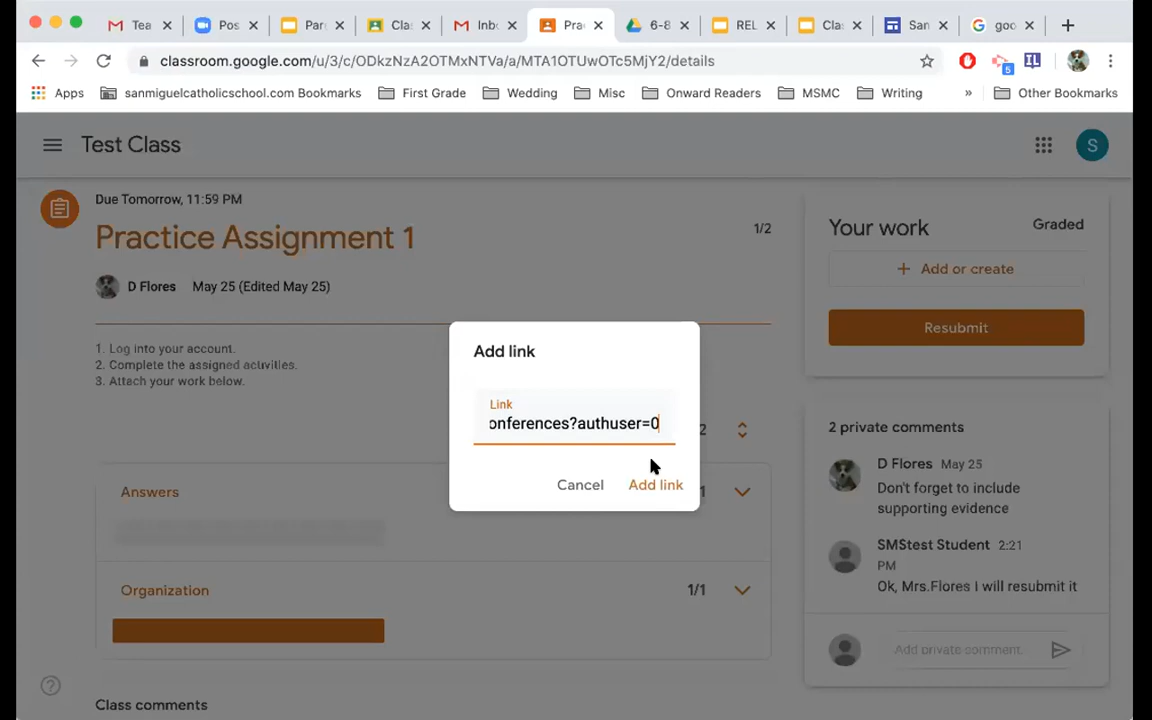 Tea
Pos
Par
Cla
Inb
Prac
6-8
REL
Cla
San
goo
classroom.google.com/u/3/c/ODkzNzA2OTMxNTVa/a/MTA1OTUwOTc5MjY2/details
5
Apps
sanmiguelcatholicschool.com Bookmarks
First Grade
Wedding
Misc
Onward Readers
MSMC
Writing
»
Other Bookmarks
Test Class
S
Due Tomorrow, 11:59 PM
Practice Assignment 1
1/2
D Flores May 25 (Edited May 25)
1. Log into your account.
2. Complete the assigned activities.
3. Attach your work below.
2
Answers
1
Organization
1/1
Class comments
Add link
Link
onferences?authuser=0
Cancel
Add link
Your work
Graded
+ Add or create
Resubmit
2 private comments
D Flores May 25
Don't forget to include
supporting evidence
SMStest Student 2:21
PM
Ok, Mrs.Flores I will resubmit it
Add private comment